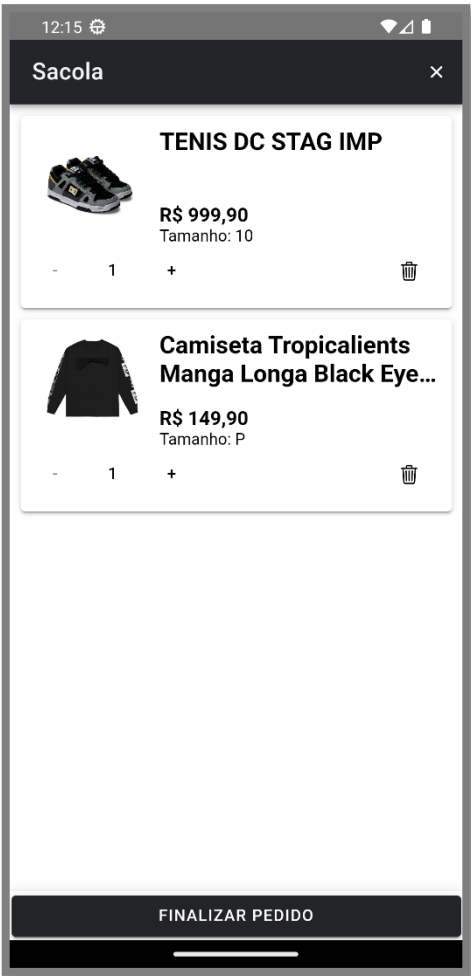 12:15
Sacola
TENIS DC STAG IMP
R$ 999,90
Tamanho: 10
- 1 +
Camiseta Tropicalients
Manga Longa Black Eye...
R$ 149,90
Tamanho: P
- 1 +
FINALIZAR PEDIDO